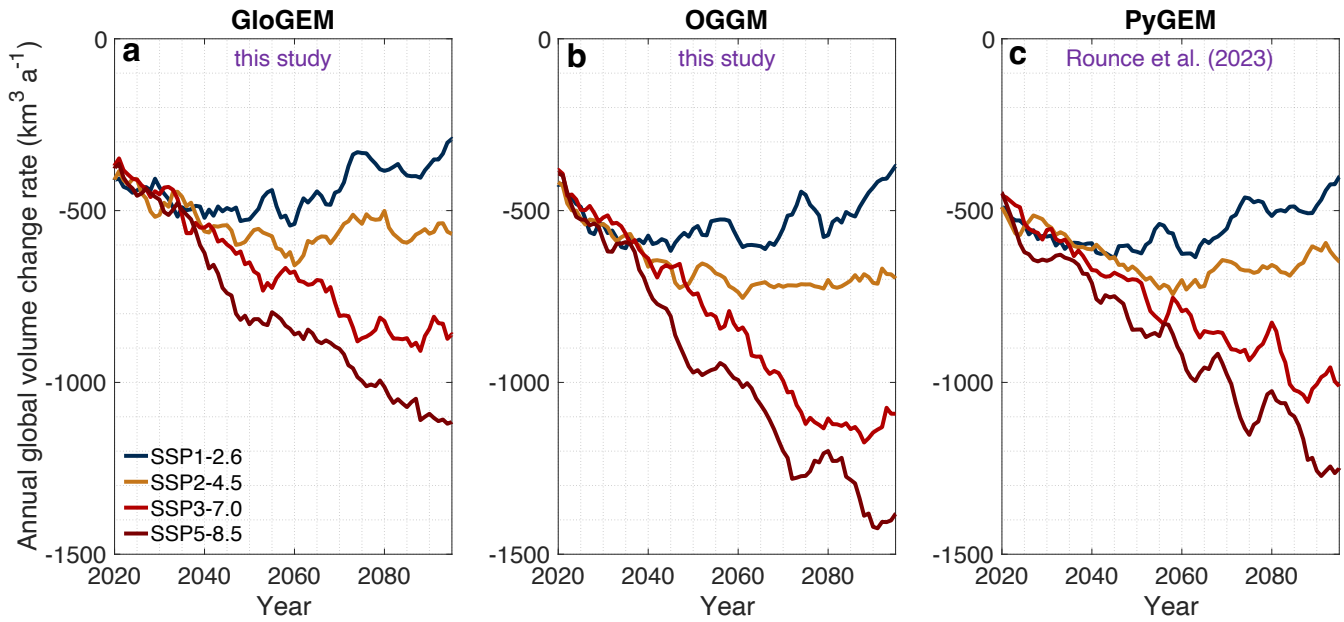 GloGEM
OGGM
PyGEM
Annual global volume change rate (km³ a⁻¹)
a
this study
b
this study
c
Rounce et al. (2023)
0
-500
-1000
-1500
0
-500
-1000
-1500
0
-500
-1000
-1500
SSP1-2.6
SSP2-4.5
SSP3-7.0
SSP5-8.5
2020 2040 2060 2080
2020 2040 2060 2080
2020 2040 2060 2080
Year
Year
Year